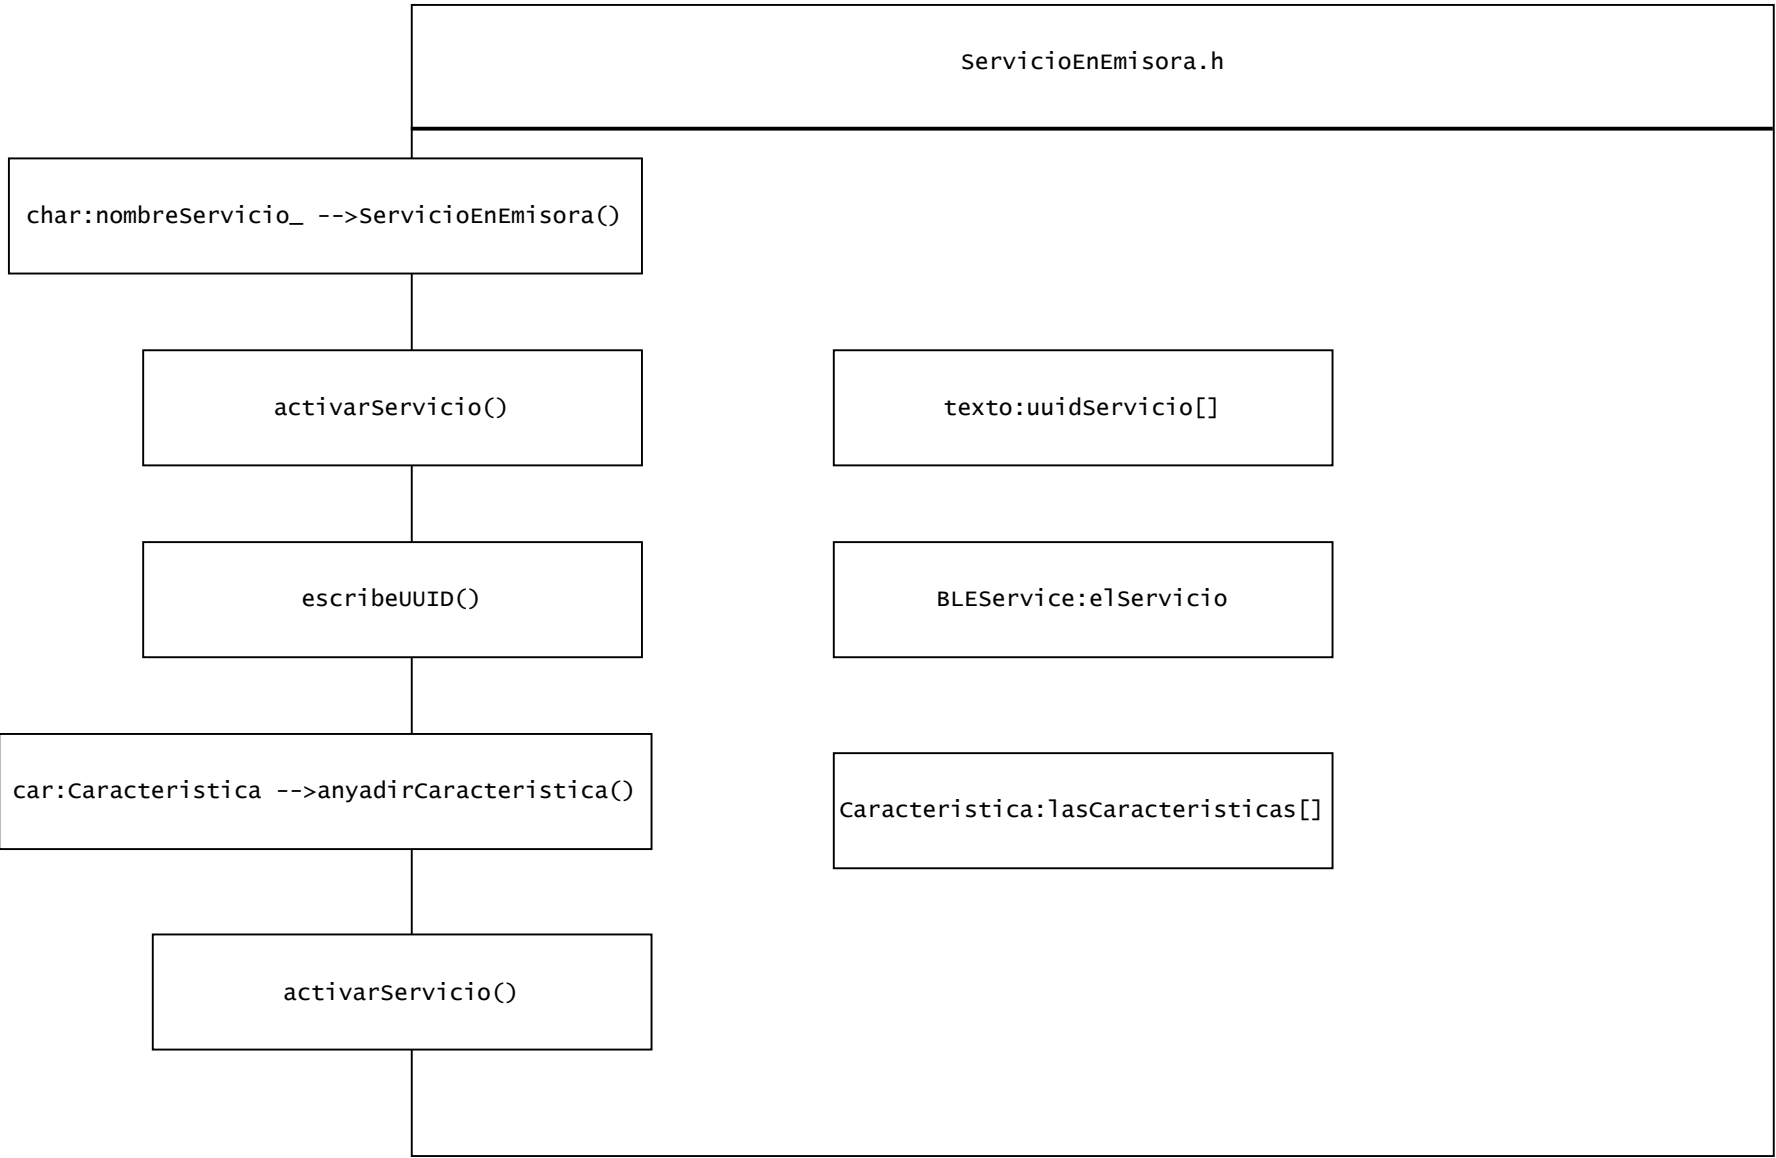 ServicioEnEmisora.h
char:nombreServicio_ -->ServicioEnEmisora()
activarServicio()
texto:uuidServicio[]
escribeUUID()
BLEService:elServicio
car:Caracteristica -->anyadirCaracteristica()
Caracteristica:lasCaracteristicas[]
activarServicio()